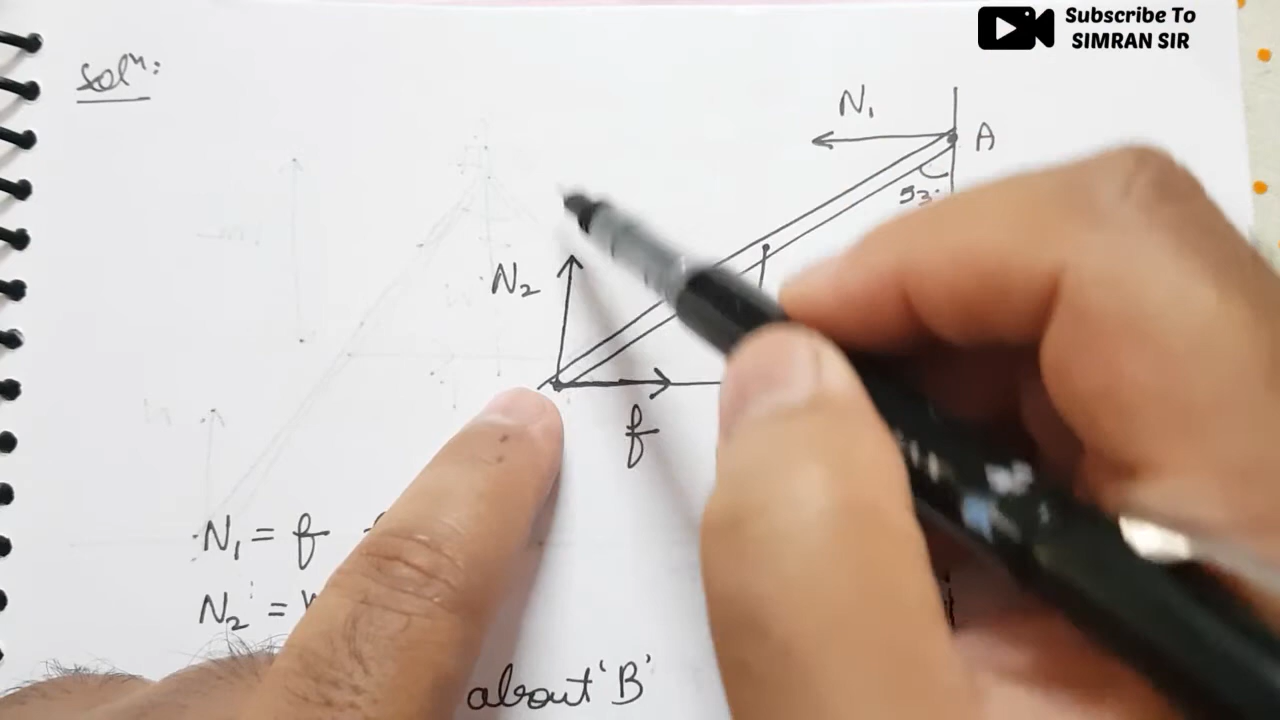 Subscribe To
SIMRAN SIR
Solⁿ:
N₁
A
53°
N₂
f
N₁ = f
N₂ =
about 'B'